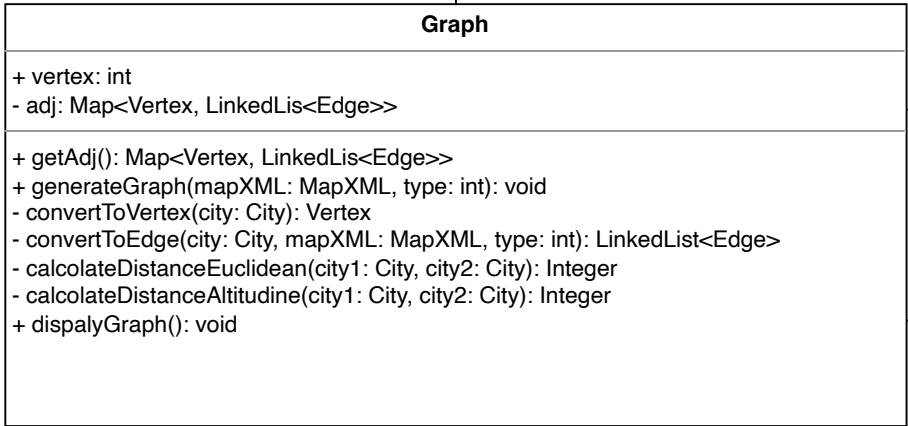 Graph
+ vertex: int
- adj: Map<Vertex, LinkedLis<Edge>>
+ getAdj(): Map<Vertex, LinkedLis<Edge>>
+ generateGraph(mapXML: MapXML, type: int): void
- convertToVertex(city: City): Vertex
- convertToEdge(city: City, mapXML: MapXML, type: int): LinkedList<Edge>
- calcolateDistanceEuclidean(city1: City, city2: City): Integer
- calcolateDistanceAltitudine(city1: City, city2: City): Integer
+ dispalyGraph(): void